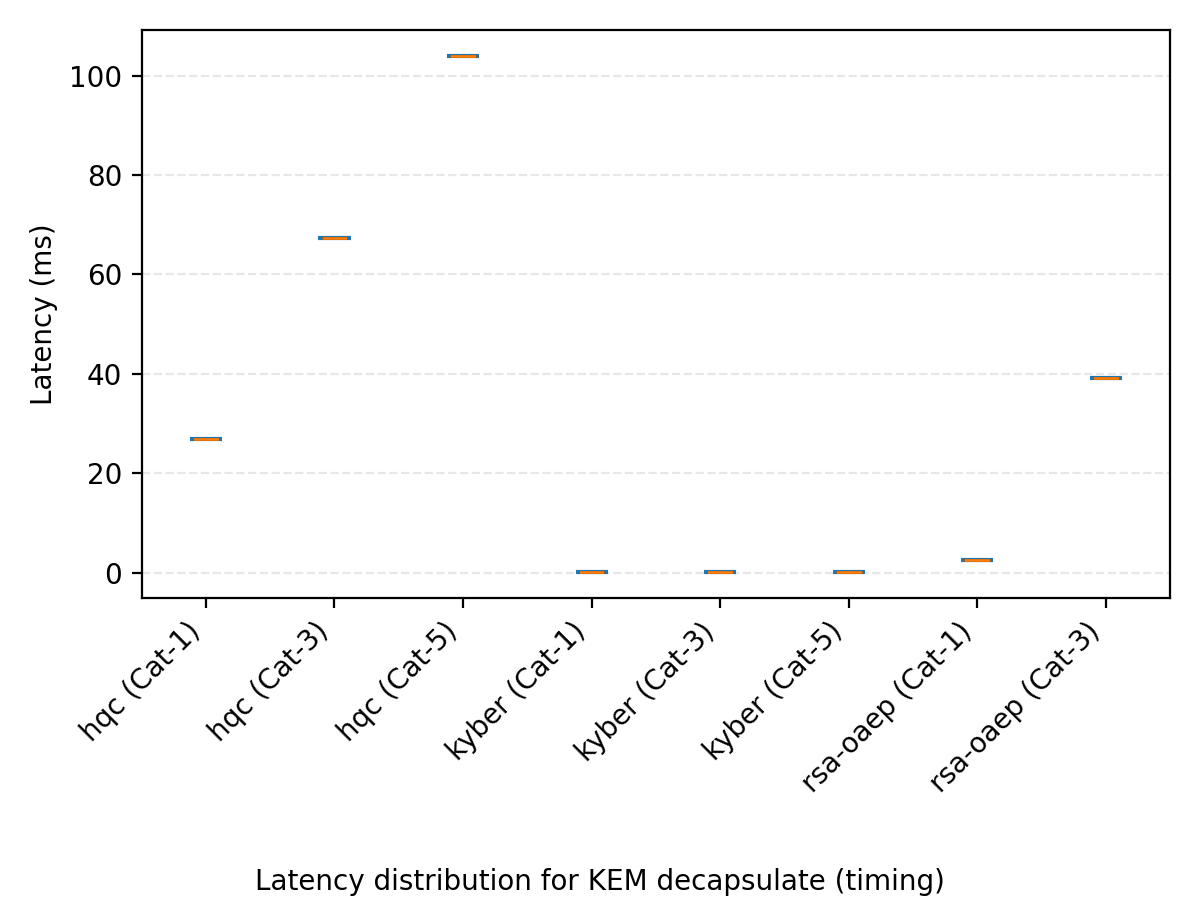 100
80
60
40
20
0
Latency (ms)
hqc (Cat-1)
hqc (Cat-3)
hqc (Cat-5)
kyber (Cat-1)
kyber (Cat-3)
kyber (Cat-5)
rsa-oaep (Cat-1)
rsa-oaep (Cat-3)
Latency distribution for KEM decapsulate (timing)